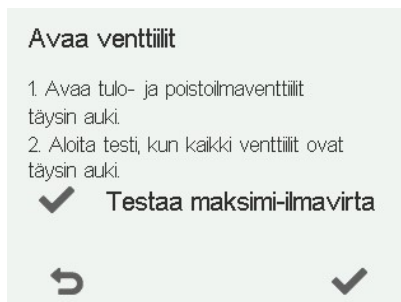 Avaa venttiilit
1. Avaa tulo- ja poistoilmaventtiilit
täysin auki.
2. Aloita testi, kun kaikki venttiilit ovat
täysin auki.
Testaa maksimi-ilmavirta